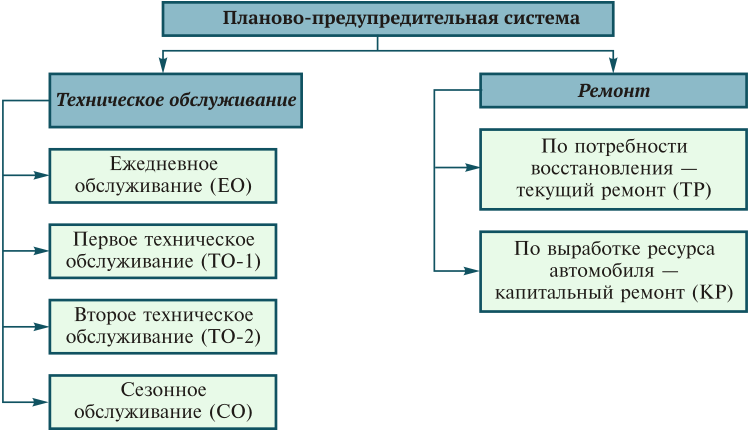 Планово-предупредительная система
Техническое обслуживание
Ежедневное
обслуживание (ЕО)
Первое техническое
обслуживание (ТО-1)
Второе техническое
обслуживание (ТО-2)
Сезонное
обслуживание (СО)
Ремонт
По потребности
восстановления —
текущий ремонт (ТР)
По выработке ресурса
автомобиля —
капитальный ремонт (КР)